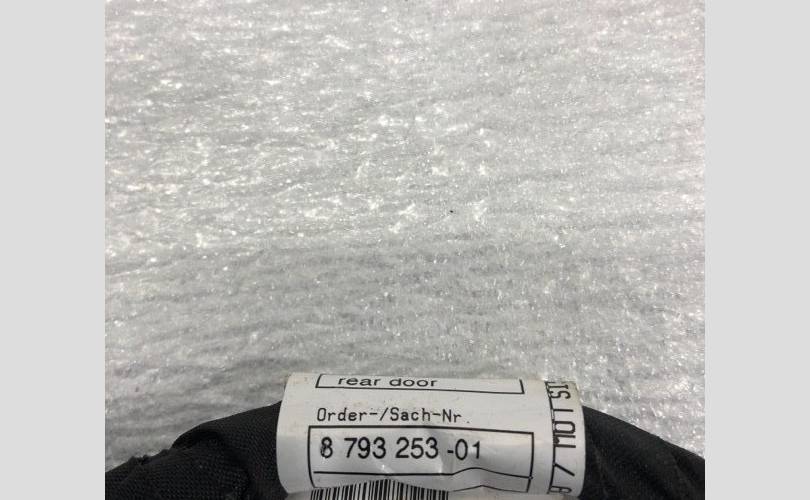 rear door
Order-/Sach-Nr.
8 793 253 -01